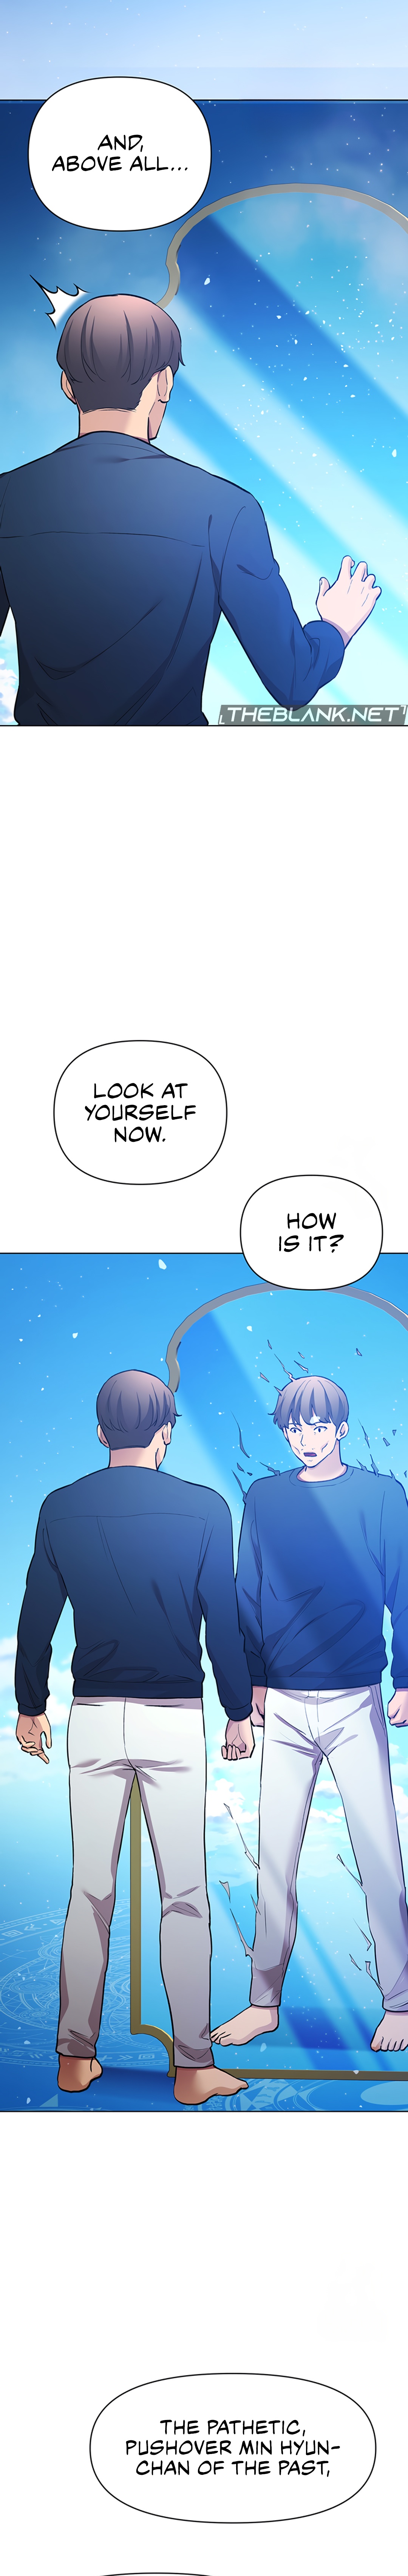 AND,
ABOVE ALL...
THEBLANK.NET
LOOK AT
YOURSELF
NOW.
HOW
IS IT?
THE PATHETIC,
PUSHOVER MIN HYUN-
CHAN OF THE PAST,